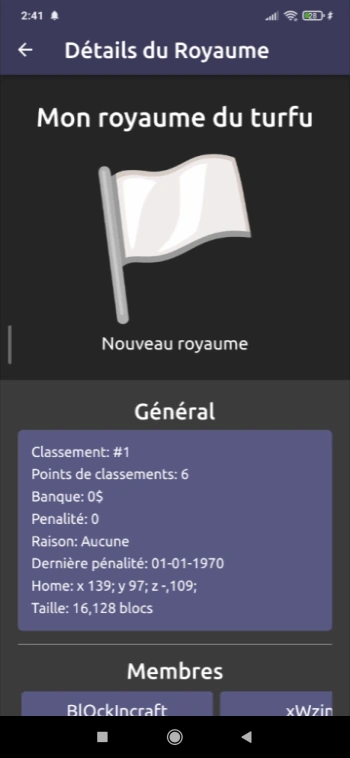 2:41
28
Détails du Royaume
Mon royaume du turfu
Nouveau royaume
Général
Classement: #1
Points de classements: 6
Banque: 0$
Penalité: 0
Raison: Aucune
Dernière pénalité: 01-01-1970
Home: x 139; y 97; z -,109;
Taille: 16,128 blocs
Membres
BlOckIncraft xWzin